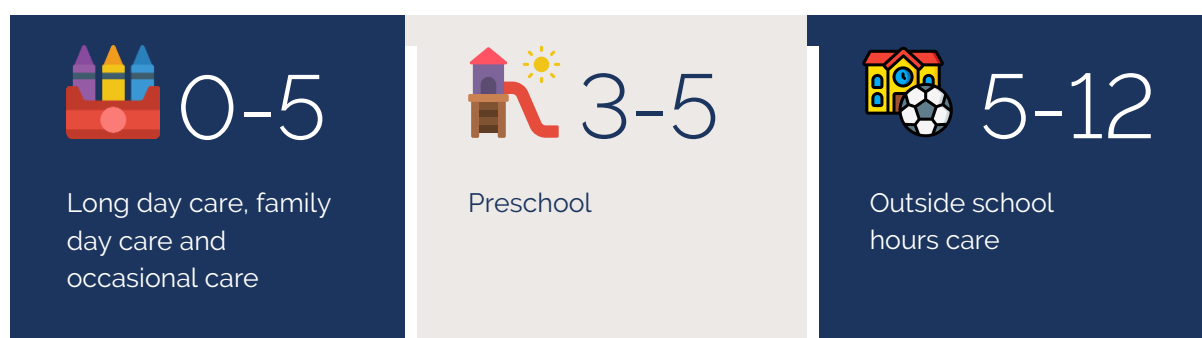 0-5
Long day care, family
day care and
occasional care
3-5
Preschool
5-12
Outside school
hours care